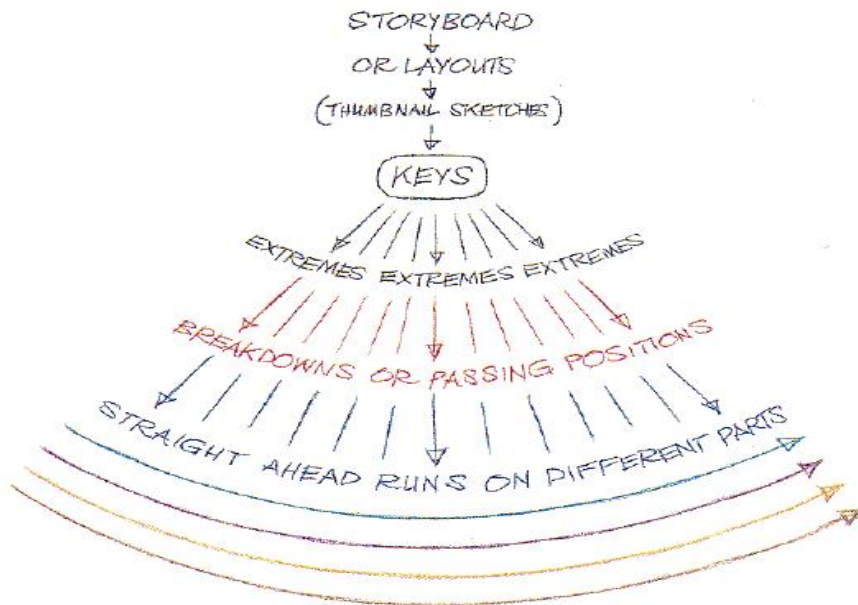 STORYBOARD
OR LAYOUTS
(THUMBNAIL SKETCHES)
KEYS
EXTREMES EXTREMES EXTREMES
BREAKDOWNS OR PASSING POSITIONS
STRAIGHT AHEAD RUNS ON DIFFERENT PARTS